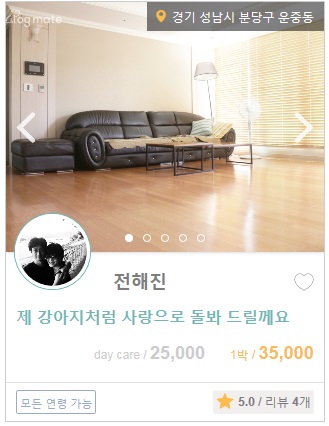 Dogmate
경기 성남시 분당구 운중동
전해진
제 강아지처럼 사랑으로 돌봐 드릴께요
day care / 25,000 1박 / 35,000
모든 연령 가능 5.0 / 리뷰 4개